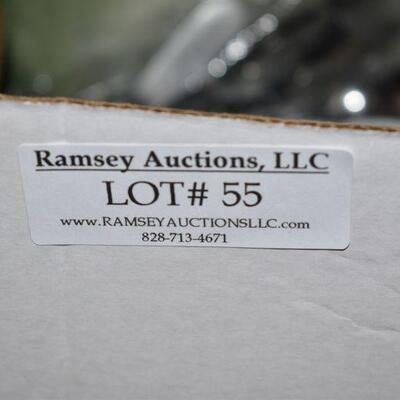 Ramsey Auctions, LLC
LOT# 55
www.RAMSEYAUCTIONSLLC.com
828-713-4671